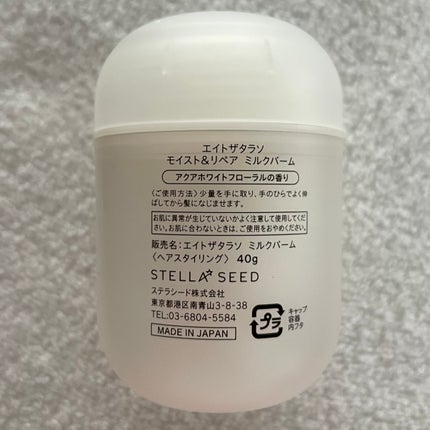 エイトザタラソ
モイスト&リペア ミルクバーム
アクアホワイトフローラルの香り
〈ご使用方法〉少量を手に取り、手のひらでよく伸
ばしてから髪になじませます。
お肌に異常が生じていないかよく注意して使用してくだ
さい。お肌に合わないときは、ご使用をおやめください。
販売名:エイトザタラソ ミルクバーム
〈ヘアスタイリング〉 40g
STELLA SEED
ステラシード株式会社
東京都港区南青山3-8-38
TEL:03-6804-5584
MADE IN JAPAN
プラ
キャップ
容器
内フタ